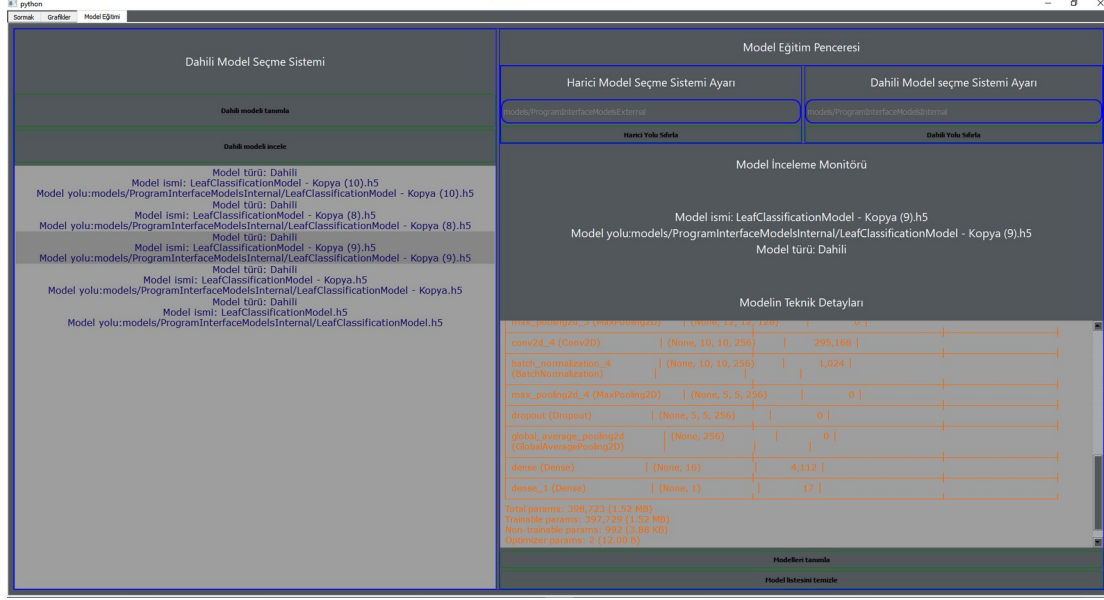 python
Sormak Grafikler Model Eğitimi
Dahili Model Seçme Sistemi
Dahili modeli tanımla
Dahili modeli incele
Model türü: Dahili
Model ismi: LeafClassificationModel - Kopya (10).h5
Model yolu:models/ProgramInterfaceModelsInternal/LeafClassificationModel - Kopya (10).h5
Model türü: Dahili
Model ismi: LeafClassificationModel - Kopya (8).h5
Model yolu:models/ProgramInterfaceModelsInternal/LeafClassificationModel - Kopya (8).h5
Model türü: Dahili
Model ismi: LeafClassificationModel - Kopya (9).h5
Model yolu:models/ProgramInterfaceModelsInternal/LeafClassificationModel - Kopya (9).h5
Model türü: Dahili
Model ismi: LeafClassificationModel - Kopya.h5
Model yolu:models/ProgramInterfaceModelsInternal/LeafClassificationModel - Kopya.h5
Model türü: Dahili
Model ismi: LeafClassificationModel.h5
Model yolu:models/ProgramInterfaceModelsInternal/LeafClassificationModel.h5
Model Eğitim Penceresi
Harici Model Seçme Sistemi Ayarı
models/ProgramInterfaceModelsExternal
Harici Yolu Sıfırla
Dahili Model seçme Sistemi Ayarı
models/ProgramInterfaceModelsInternal
Dahili Yolu Sıfırla
Model İnceleme Monitörü
Model ismi: LeafClassificationModel - Kopya (9).h5
Model yolu:models/ProgramInterfaceModelsInternal/LeafClassificationModel - Kopya (9).h5
Model türü: Dahili
Modelin Teknik Detayları
max_pooling2d_3 (MaxPooling2D) | (None, 12, 12, 128) | 0 |
conv2d_4 (Conv2D) | (None, 10, 10, 256) | 295,168 |
batch_normalization_4 | (None, 10, 10, 256) | 1,024 |
(BatchNormalization) | | |
max_pooling2d_4 (MaxPooling2D) | (None, 5, 5, 256) | 0 |
dropout (Dropout) | (None, 5, 5, 256) | 0 |
global_average_pooling2d | (None, 256) | 0 |
(GlobalAveragePooling2D) | | |
dense (Dense) | (None, 16) | 4,112 |
dense_1 (Dense) | (None, 1) | 17 |
Total params: 398,723 (1.52 MB)
Trainable params: 397,729 (1.52 MB)
Non-trainable params: 992 (3.88 KB)
Optimizer params: 2 (12.00 B)
Modelleri tanımla
Model listesini temizle